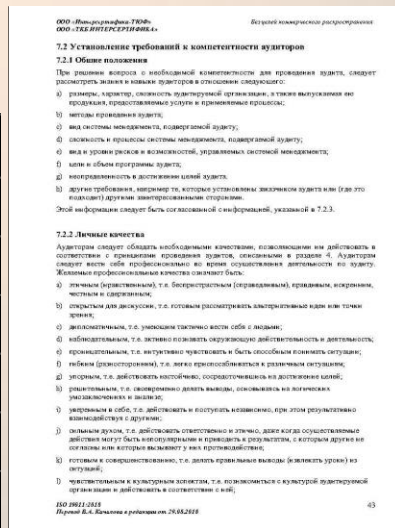 ООО «Интерсертифика-ТЮФ» Без целей коммерческого распространения
ООО «ТКБ ИНТЕРСЕРТИФИКА»
7.2 Установление требований к компетентности аудиторов
7.2.1 Общие положения
При решении вопроса о необходимой компетентности для проведения аудита, следует
рассмотреть знания и навыки аудиторов в отношении следующего:
a) размеры, характер, сложность аудитируемой организации, а также выпускаемая ею
продукция, предоставляемые услуги и применяемые процессы;
b) методы проведения аудита;
c) вид системы менеджмента, подвергаемой аудиту;
d) сложность и процессы системы менеджмента, подвергаемой аудиту;
e) вид и уровни рисков и возможностей, управляемых системой менеджмента;
f) цели и объем программы аудита;
g) неопределенность в достижении целей аудита.
h) другие требования, например те, которые установлены заказчиком аудита или (где это
подходит) другими заинтересованными сторонами.
Этой информации следует быть согласованной с информацией, указанной в 7.2.3.
7.2.2 Личные качества
Аудиторам следует обладать необходимыми качествами, позволяющими им действовать в
соответствии с принципами проведения аудитов, описанными в разделе 4. Аудиторам
следует вести себя профессионально во время осуществления деятельности по аудиту.
Желаемые профессиональные качества означают быть:
a) этичным (нравственным), т.е. беспристрастным (справедливым), правдивым, искренним,
честным и сдержанным;
b) открытым для дискуссии, т.е. готовым рассматривать альтернативные идеи или точки
зрения;
c) дипломатичным, т.е. умеющим тактично вести себя с людьми;
d) наблюдательным, т.е. активно познавать окружающую действительность и деятельность;
e) проницательным, т.е. интуитивно чувствовать и быть способным понимать ситуации;
f) гибким (разносторонним), т.е. легко приспосабливаться к различным ситуациям;
g) упорным, т.е. действовать настойчиво, сосредоточившись на достижение целей;
h) решительным, т.е. своевременно делать выводы, основываясь на логических
умозаключениях и анализе;
i) уверенным в себе, т.е. действовать и поступать независимо, при этом результативно
взаимодействуя с другими;
j) сильным духом, т.е. действовать ответственно и этично, даже когда осуществляемые
действия могут быть непопулярными и приводить к результатам, с которым другие не
согласны или которые вызывают у них противодействие;
k) готовым к совершенствованию, т.е. делать правильные выводы (извлекать уроки) из
ситуаций;
l) чувствительным к культурным аспектам, т.е. познакомиться с культурой аудитируемой
организации и действовать в соответствии с ней;
ISO 19011:2018 43
Перевод В.А. Качалова в редакции от 29.08.2018